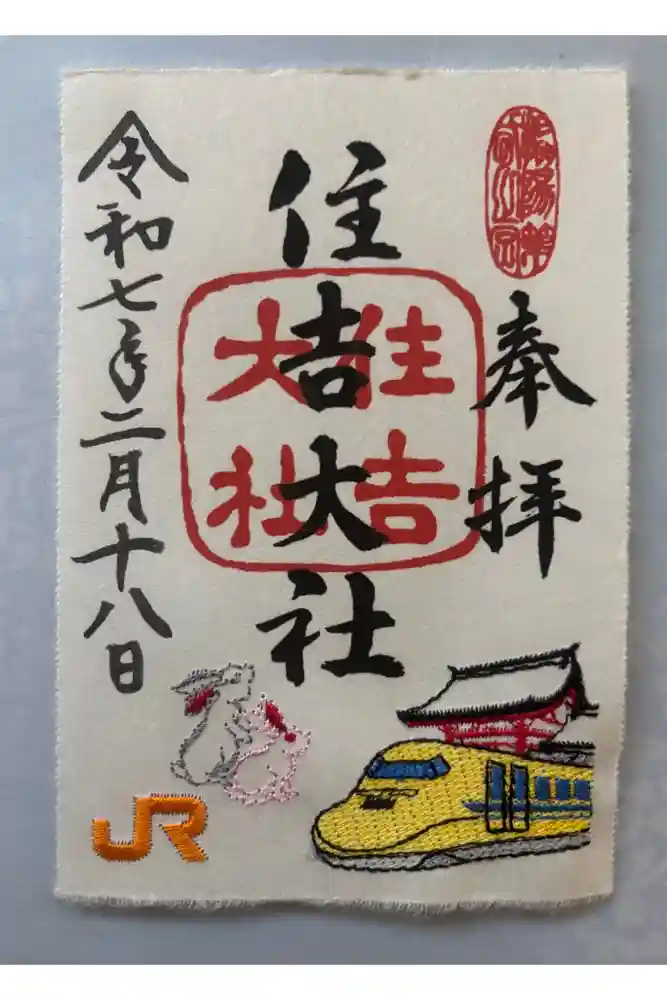 奉拝
住吉大社
住吉
大社
令和七年二月十八日
JR